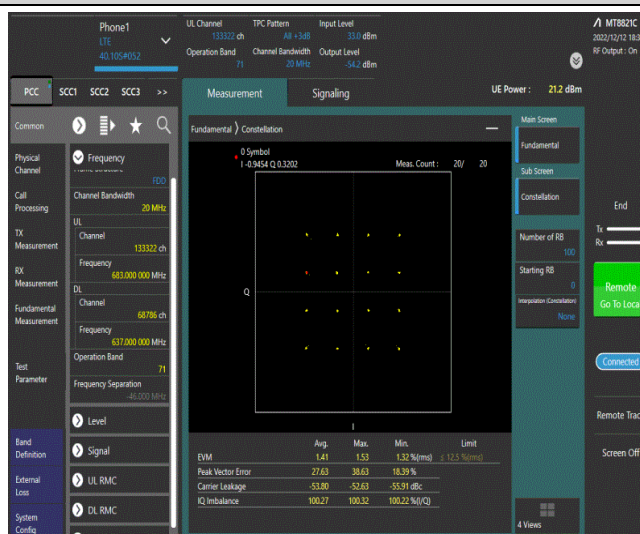 Phone1
LTE
40.10S#052
UL Channel
133322 ch
TPC Pattern
All +3dB
Input Level
33.0 dBm
Operation Band
71
Channel Bandwidth
20 MHz
Output Level
-54.2 dBm
MT8821C
2022/12/12 18:3
RF Output : On
PCC SCC1 SCC2 SCC3 >>
Measurement
Signaling
UE Power : 21.2 dBm
Common
Physical
Channel
Call
Processing
TX
Measurement
RX
Measurement
Fundamental
Measurement
Test
Parameter
Band
Definition
External
Loss
System
Config
Frequency
Frame Structure
FDD
Channel Bandwidth
20 MHz
UL
Channel
133322 ch
Frequency
683.000 000 MHz
DL
Channel
68786 ch
Frequency
637.000 000 MHz
Operation Band
71
Frequency Separation
-46.000 MHz
Level
Signal
UL RMC
DL RMC
Fundamental > Constellation
0 Symbol
I -0.9454 Q 0.3202
Meas. Count : 20/ 20
Q
I
Avg. Max. Min. Limit
EVM 1.41 1.53 1.32 %(rms) ≤ 12.5 %(rms)
Peak Vector Error 27.63 38.63 18.39 %
Carrier Leakage -53.80 -52.63 -55.91 dBc
IQ Imbalance 100.27 100.32 100.22 %(I/Q)
Main Screen
Fundamental
Sub Screen
Constellation
Number of RB
100
Starting RB
0
Interpolation (Constellation)
None
4 Views
End
Tx
Rx
Remote
Go To Loca
Connected
Remote Trac
Screen Off